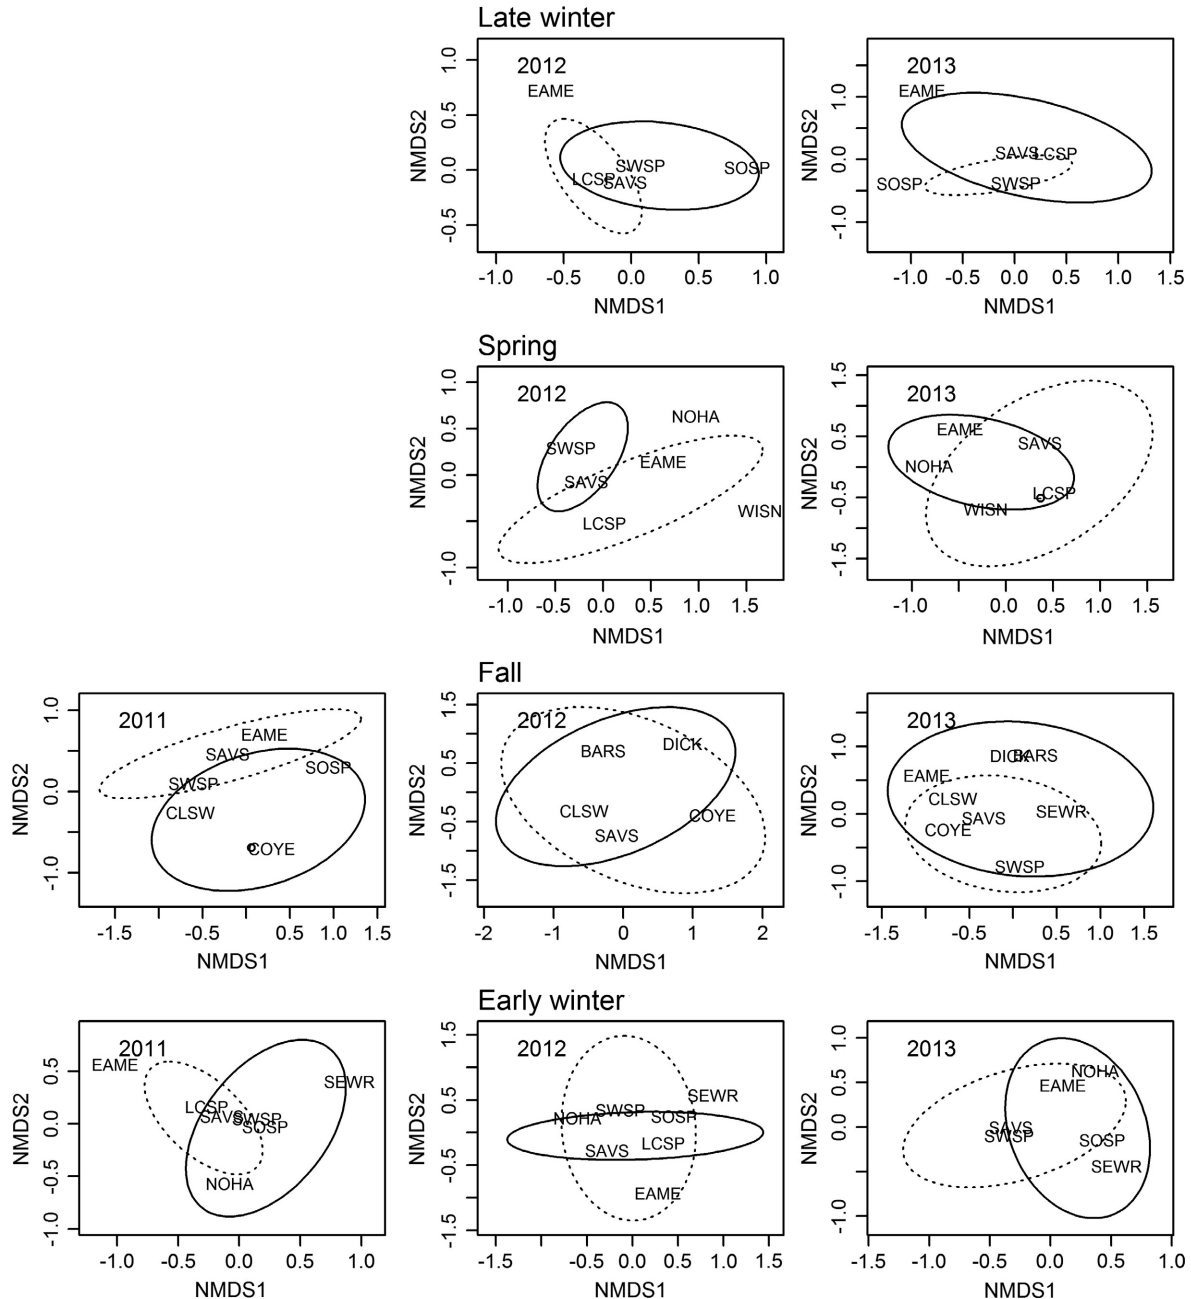 Late winter
2012
EAME
SWSP
SOSP
LCSP
SAVS
NMDS2
1.0
0.5
0.0
-0.5
-1.0 -0.5 0.0 0.5 1.0
NMDS1
2013
EAME
SAVS
LCSP
SOSP
SWSP
NMDS2
1.0
0.0
-1.0
-1.0 -0.5 0.0 0.5 1.0 1.5
NMDS1
Spring
2012
NOHA
SWSP
EAME
SAVS
WISN
LCSP
NMDS2
1.0
0.5
0.0
-1.0
-1.0 -0.5 0.0 0.5 1.0 1.5
NMDS1
2013
EAME
SAVS
NOHA
LCSP
WISN
NMDS2
1.5
0.5
-0.5
-1.5
-1.0 0.0 0.5 1.0 1.5
NMDS1
Fall
2011
EAME
SAVS
SOSP
SWSP
CLSW
COYE
NMDS2
1.0
0.0
-1.0
-1.5 -0.5 0.5 1.5
NMDS1
2012
DICK
BARS
CLSW
COYE
SAVS
NMDS2
1.5
0.5
-0.5
-1.5
-2 -1 0 1 2
NMDS1
2013
DICK
BARS
EAME
CLSW
SEWR
SAVS
COYE
SWSP
NMDS2
1.0
0.0
-1.0
-1.5 -0.5 0.5 1.0 1.5
NMDS1
Early winter
2011
EAME
SEWR
LCSP
SAVS
SWSP
SOSP
NOHA
NMDS2
0.5
0.0
-0.5
-1.0
-1.0 -0.5 0.0 0.5 1.0
NMDS1
2012
SEWR
SWSP
NOHA
SOSP
LCSP
SAVS
EAME
NMDS2
1.5
0.5
-0.5
-1.5
-1.5 -0.5 0.5 1.0 1.5
NMDS1
2013
NOHA
EAME
SAVS
SWSP
SOSP
SEWR
NMDS2
1.0
0.5
0.0
-1.0
-1.5 -1.0 -0.5 0.0 0.5 1.0
NMDS1